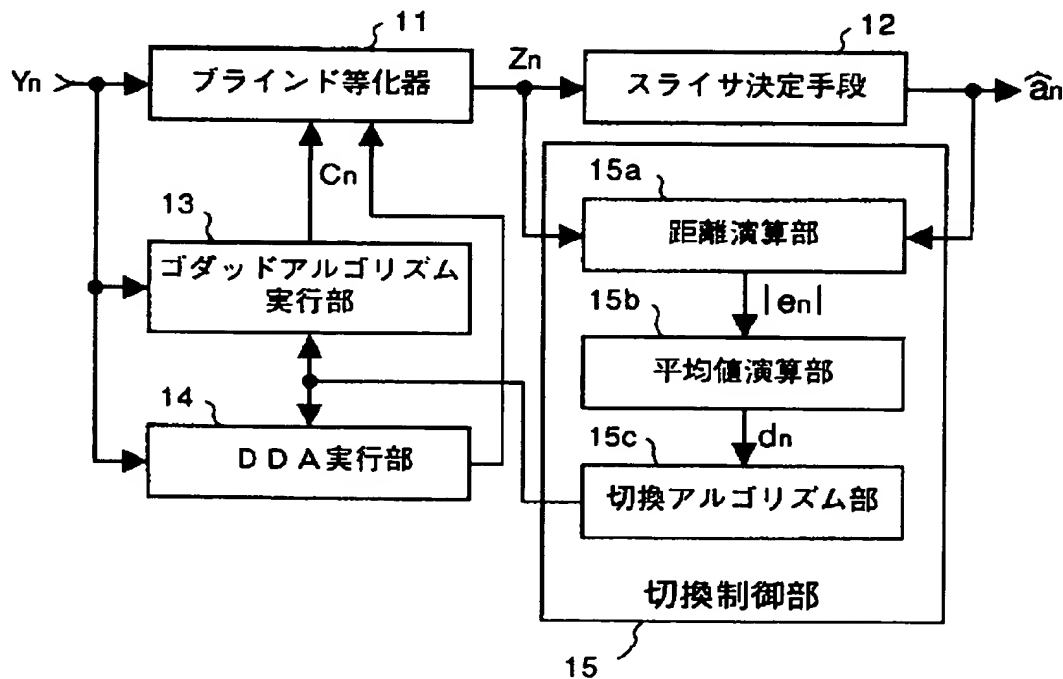 11
ブラインド等化器
Yn
Zn
12
スライサ決定手段
ân
Cn
13
ゴダッドアルゴリズム
実行部
14
DDA実行部
15a
距離演算部
|en|
15b
平均値演算部
dn
15c
切換アルゴリズム部
切換制御部
15